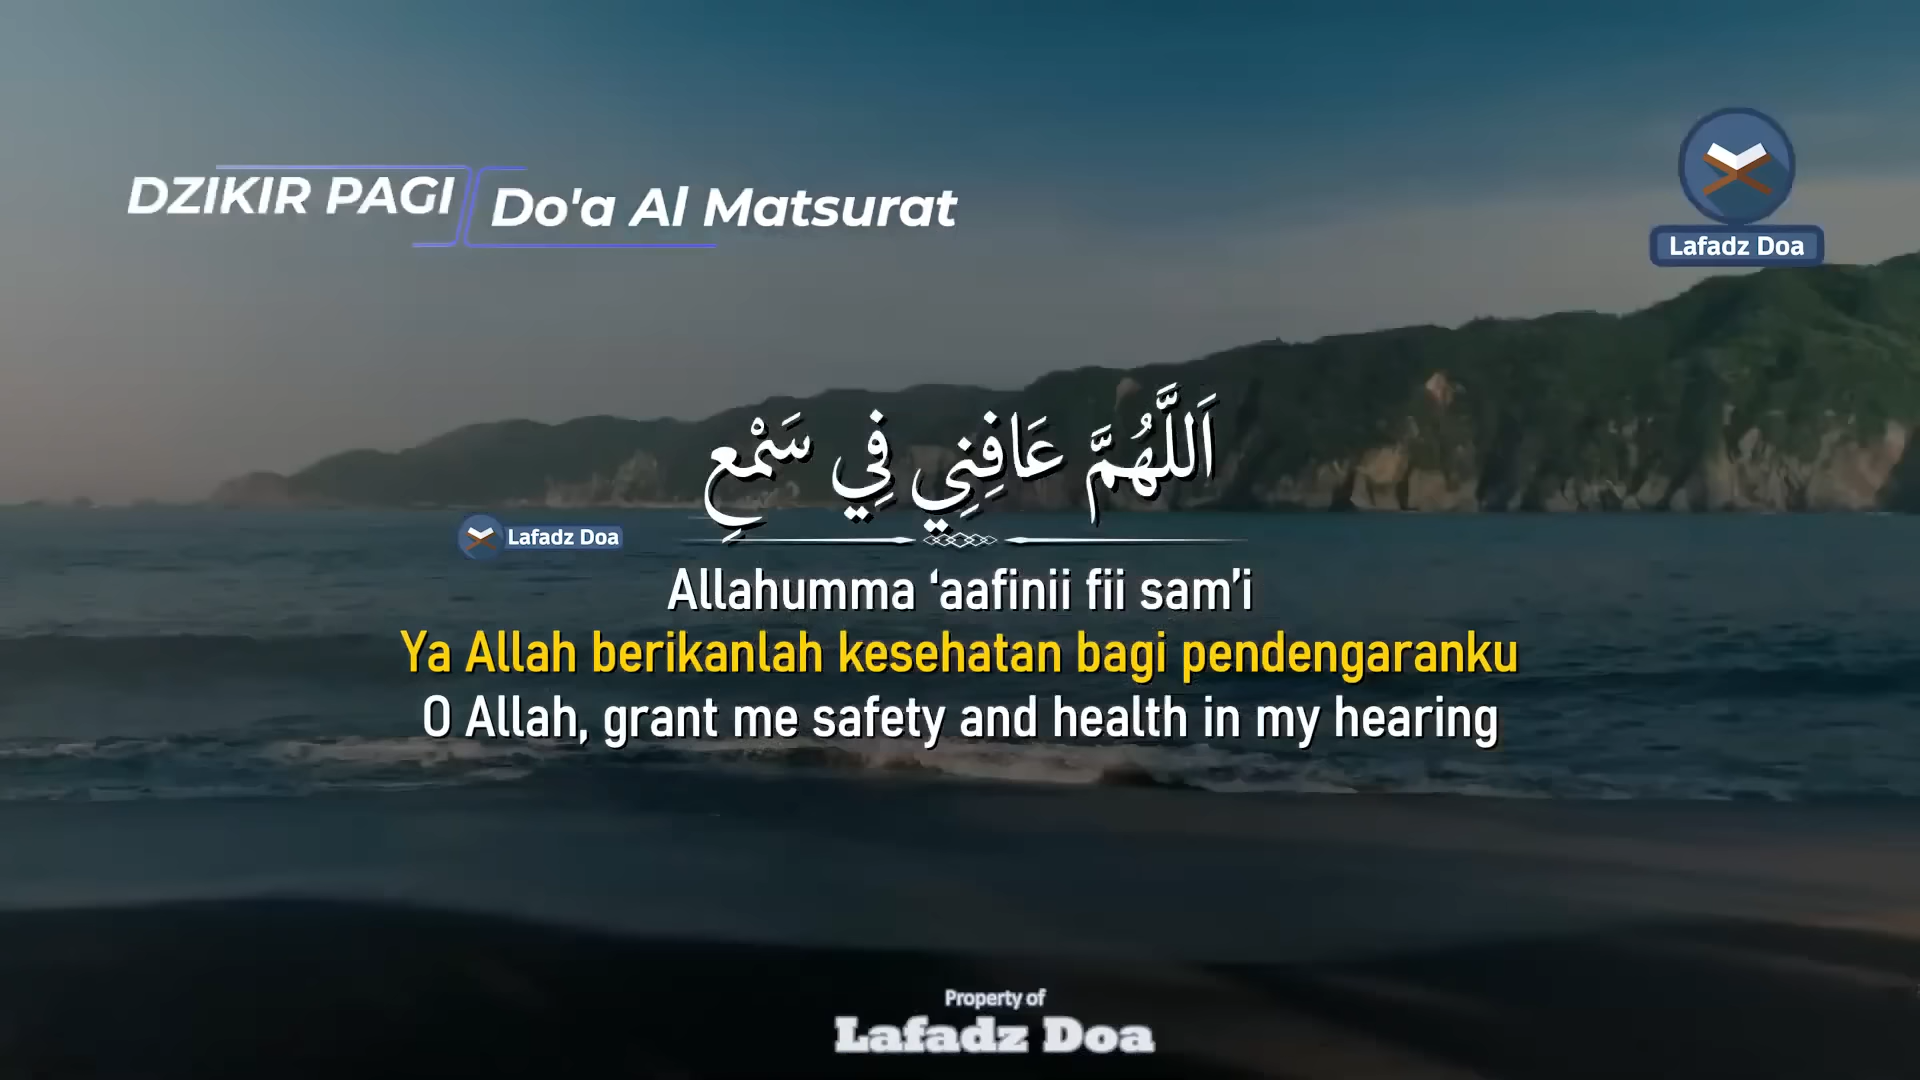 DZIKIR PAGI
Do'a Al Matsurat
Lafadz Doa
اَللَّهُمَّ عَافِنِي فِي سَمْعِ
Lafadz Doa
Allahumma ‘aafinii fii sam’i
Ya Allah berikanlah kesehatan bagi pendengaranku
O Allah, grant me safety and health in my hearing
Property of
Lafadz Doa